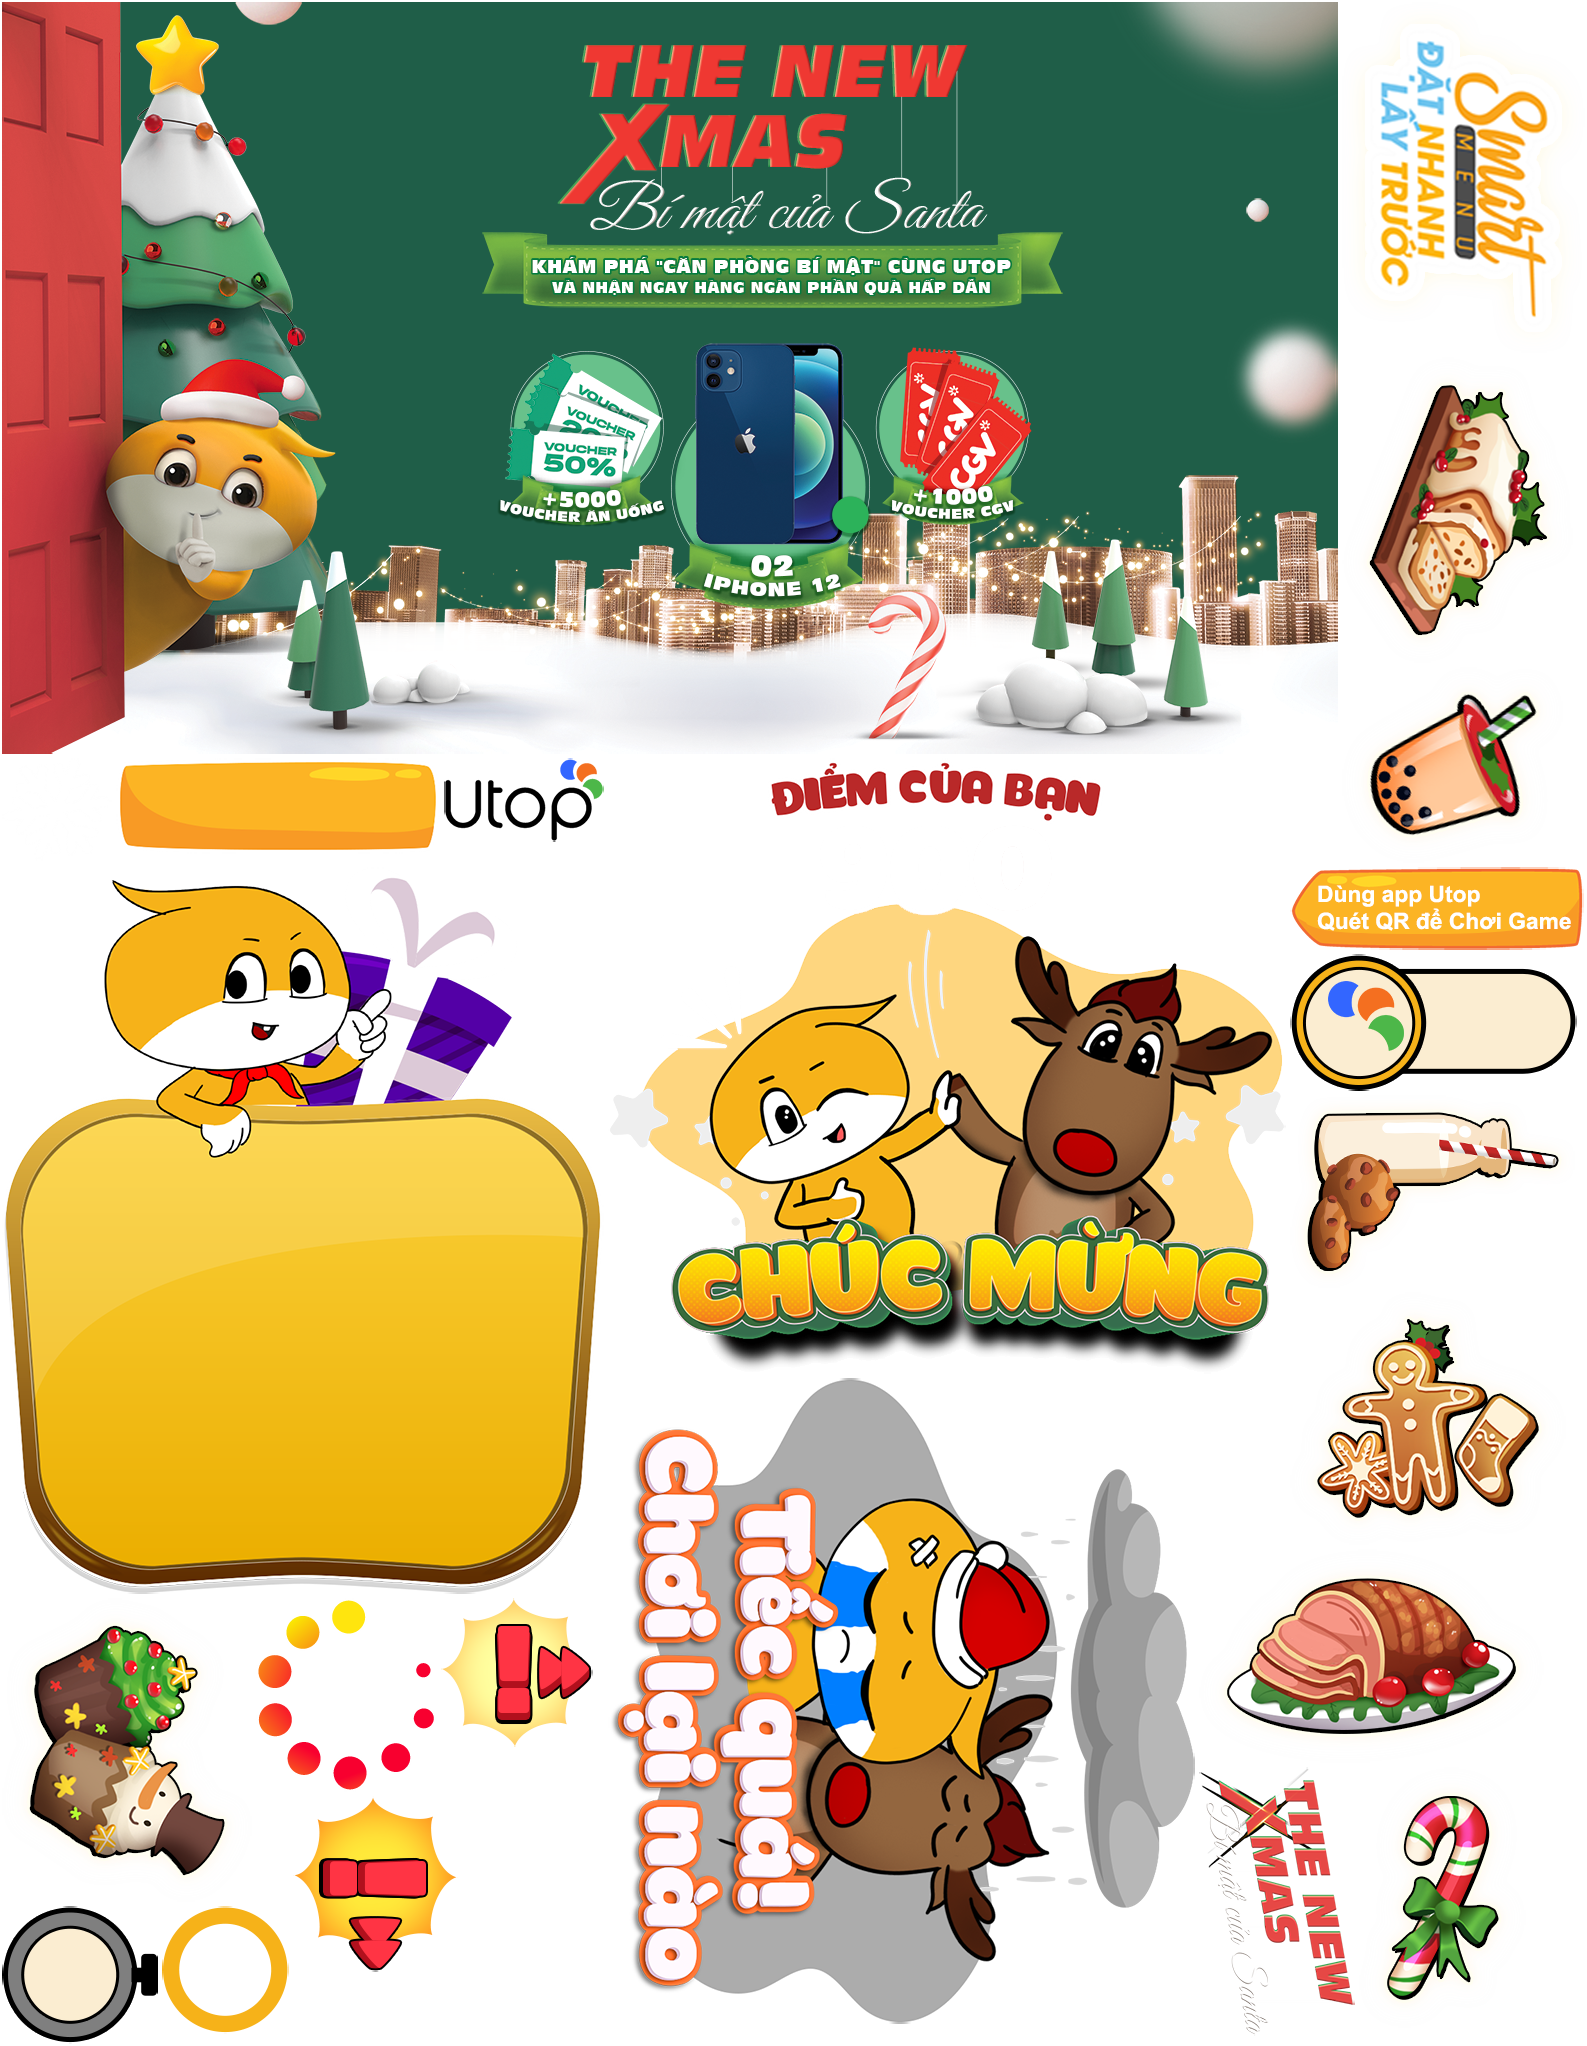 THE NEW
XMAS
Bí mật của Santa
KHÁM PHÁ "CĂN PHÒNG BÍ MẬT" CÙNG UTOP
VÀ NHẬN NGAY HÀNG NGÀN PHẦN QUÀ HẤP DẪN
VOUCHER
VOUCHER
VOUCHER
50%
+5000
VOUCHER ĂN UỐNG
02
IPHONE 12
CGV
CGV
CGV
+1000
VOUCHER CGV
Smart
MENU
ĐẶT NHANH
LẤY TRƯỚC
Utop
ĐIỂM CỦA BẠN
Dùng app Utop
Quét QR để Chơi Game
CHÚC MỪNG
Tiếc quá!
Chơi lại nào
THE NEW
XMAS
Bí mật của Santa